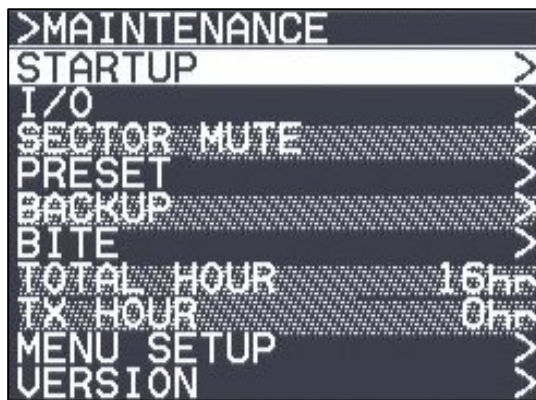 >MAINTENANCE
STARTUP >
I/O >
SECTOR MUTE >
PRESET >
BACKUP >
BITE >
TOTAL HOUR 16hr
TX HOUR 0hr
MENU SETUP >
VERSION >